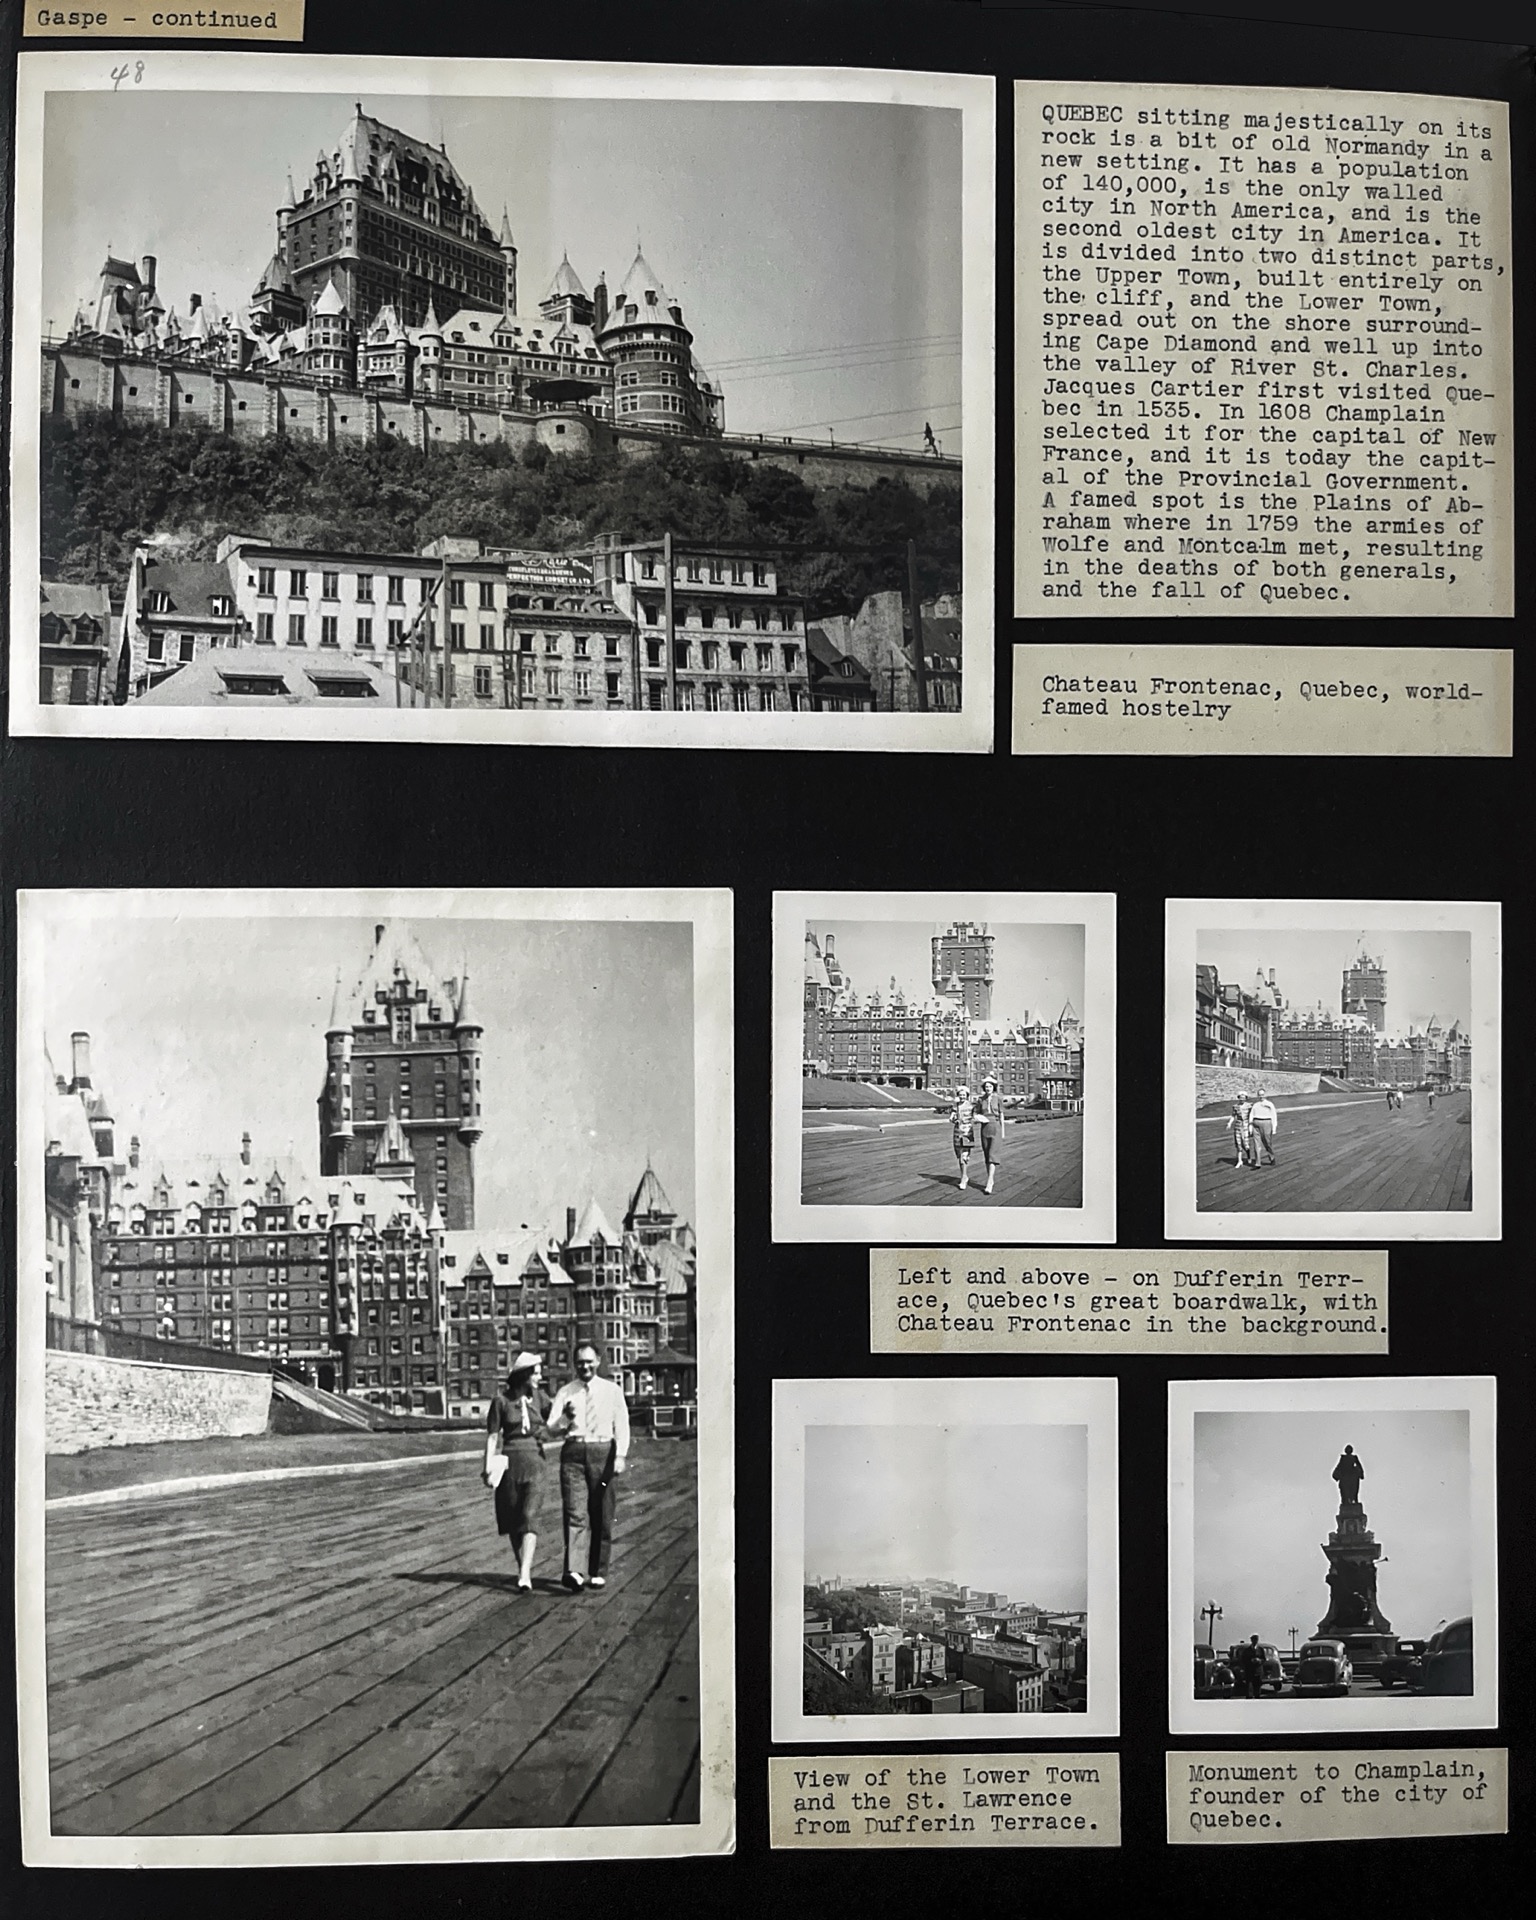 Gaspe - continued
48
QUEBEC sitting majestically on its
rock is a bit of old Normandy in a
new setting. It has a population
of 140,000, is the only walled
city in North America, and is the
second oldest city in America. It
is divided into two distinct parts,
the Upper Town, built entirely on
the cliff, and the Lower Town,
spread out on the shore surround-
ing Cape Diamond and well up into
the valley of River St. Charles.
Jacques Cartier first visited Que-
bec in 1535. In 1608 Champlain
selected it for the capital of New
France, and it is today the capit-
al of the Provincial Government.
A famed spot is the Plains of Ab-
raham where in 1759 the armies of
Wolfe and Montcalm met, resulting
in the deaths of both generals,
and the fall of Quebec.
Chateau Frontenac, Quebec, world-
famed hostelry
Left and above - on Dufferin Terr-
ace, Quebec's great boardwalk, with
Chateau Frontenac in the background.
View of the Lower Town
and the St. Lawrence
from Dufferin Terrace.
Monument to Champlain,
founder of the city of
Quebec.